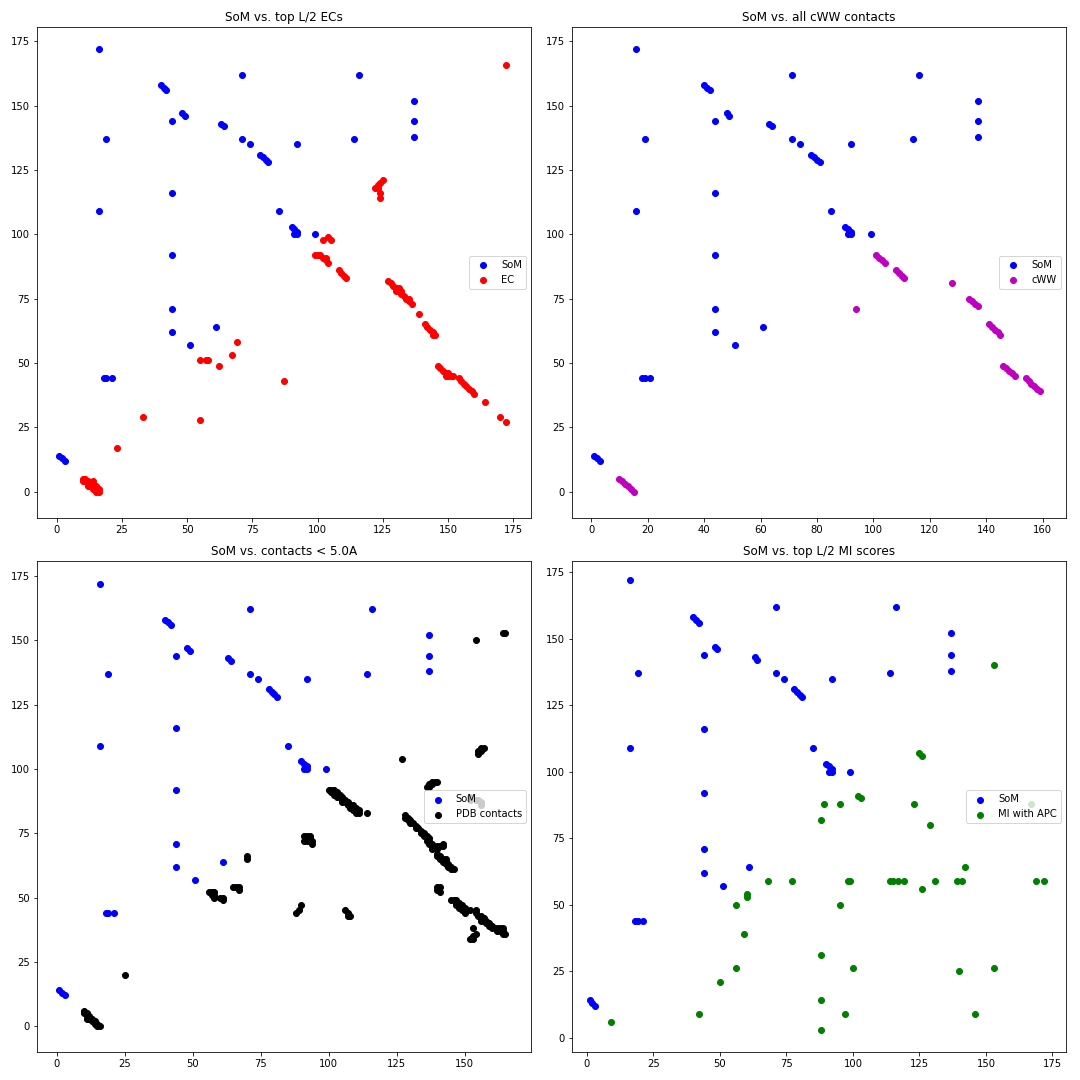 SoM vs. top L/2 ECs
175
150
125
100
75
50
25
0
0 25 50 75 100 125 150 175
SoM
EC
SoM vs. all cWW contacts
175
150
125
100
75
50
25
0
0 20 40 60 80 100 120 140 160
SoM
cWW
SoM vs. contacts < 5.0A
175
150
125
100
75
50
25
0
0 25 50 75 100 125 150
SoM
PDB contacts
SoM vs. top L/2 MI scores
175
150
125
100
75
50
25
0
0 25 50 75 100 125 150 175
SoM
MI with APC